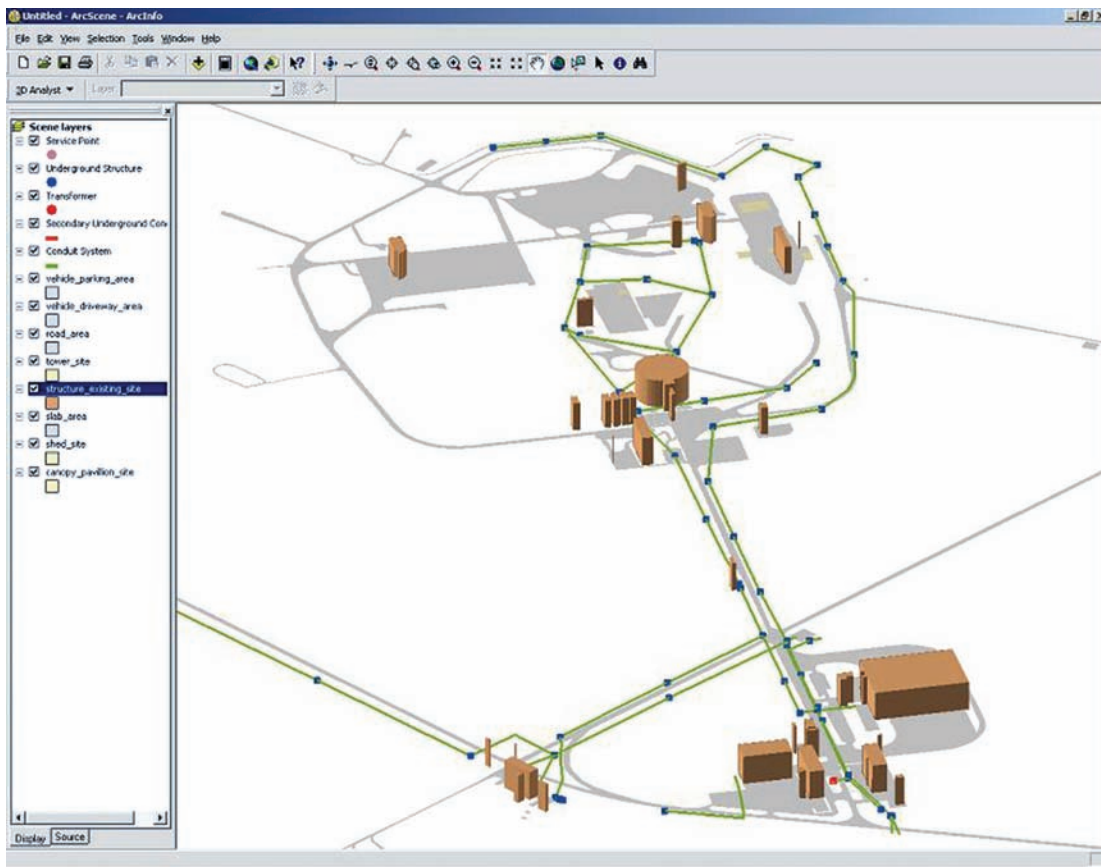 Untitled - ArcScene - ArcInfo
File Edit View Selection Tools Window Help
3D Analyst Layer:
Scene layers
Service Point
Underground Structure
Transformer
Secondary Underground Con
Conduit System
vehicle_parking_area
vehicle_driveway_area
road_area
tower_site
structure_existing_site
slab_area
shed_site
canopy_pavillion_site
Display Source